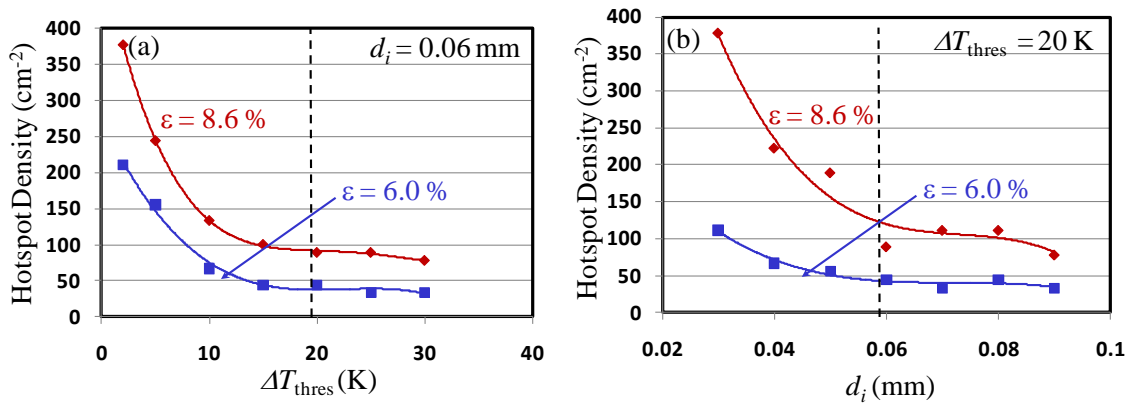 (a)
d_i = 0.06 mm
ε = 8.6 %
ε = 6.0 %
Hotspot Density (cm⁻²)
400
350
300
250
200
150
100
50
0
0 10 20 30 40
ΔT_thres (K)
(b)
ΔT_thres = 20 K
ε = 8.6 %
ε = 6.0 %
Hotspot Density (cm⁻²)
400
350
300
250
200
150
100
50
0
0.02 0.04 0.06 0.08 0.1
d_i (mm)